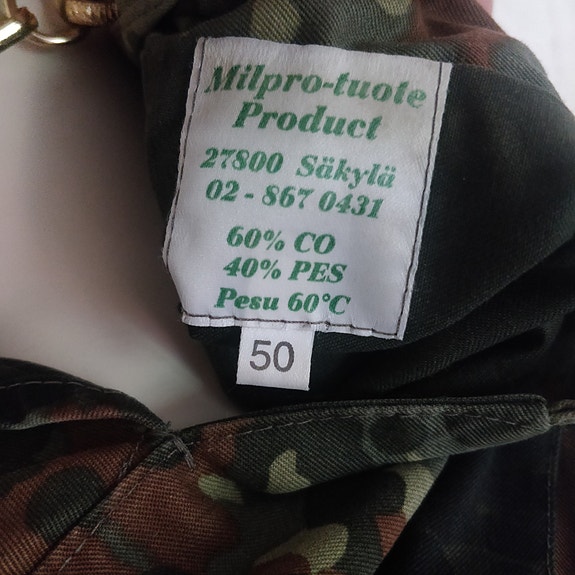 Milpro-tuote
Product
27800 Säkylä
02 - 867 0431
60% CO
40% PES
Pesu 60°C
50